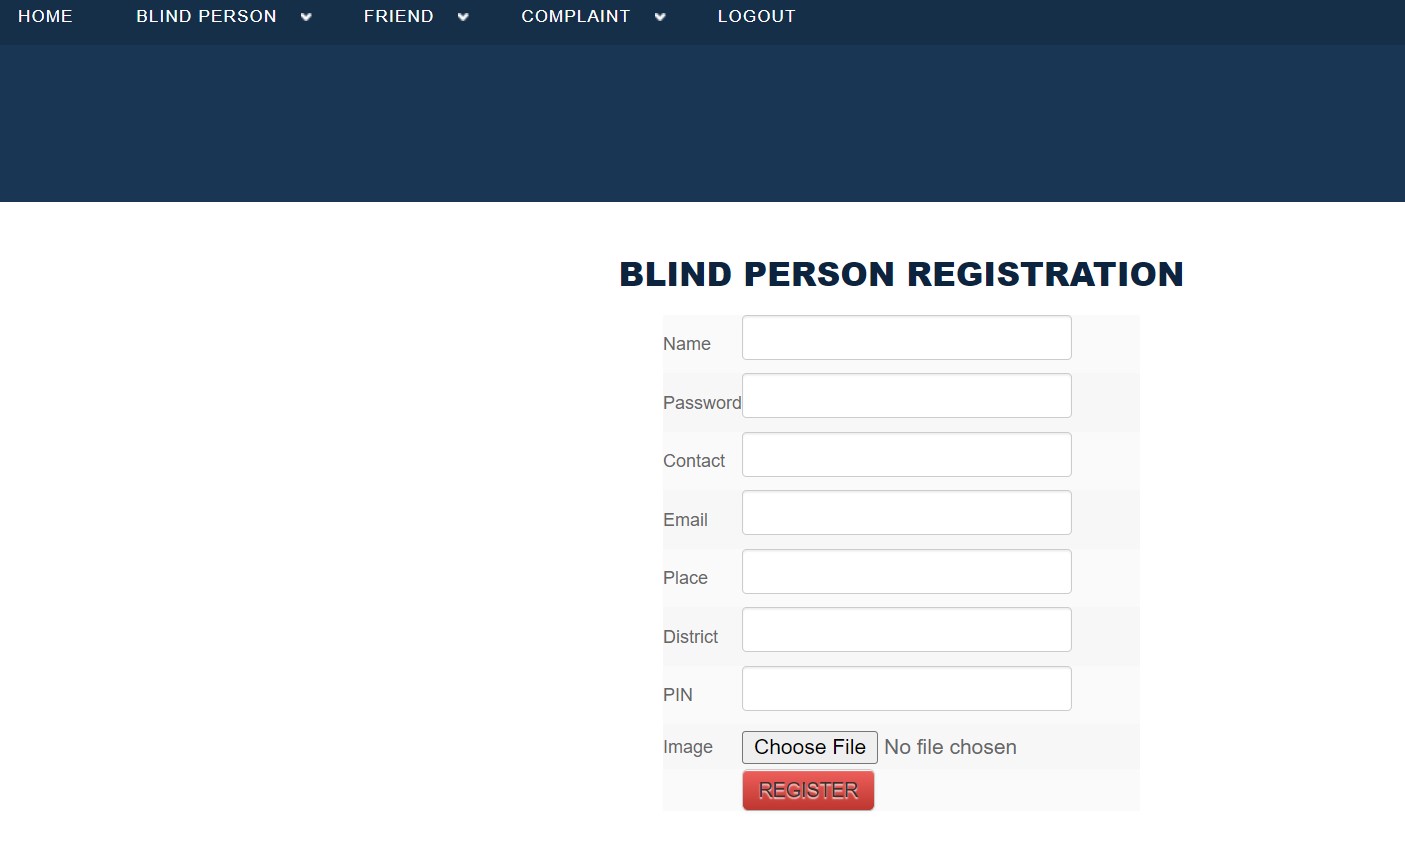 HOME BLIND PERSON FRIEND COMPLAINT LOGOUT
BLIND PERSON REGISTRATION
Name
Password
Contact
Email
Place
District
PIN
Image Choose File No file chosen
REGISTER